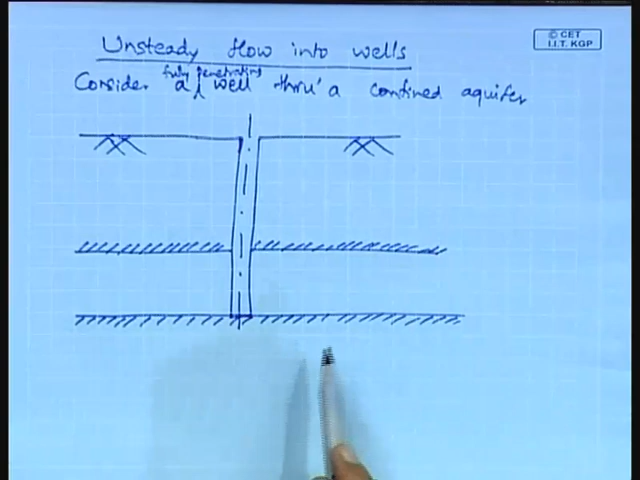 © CET
I.I.T. KGP
Unsteady flow into wells
fully penetrating
Consider a well thru' a confined aquifer